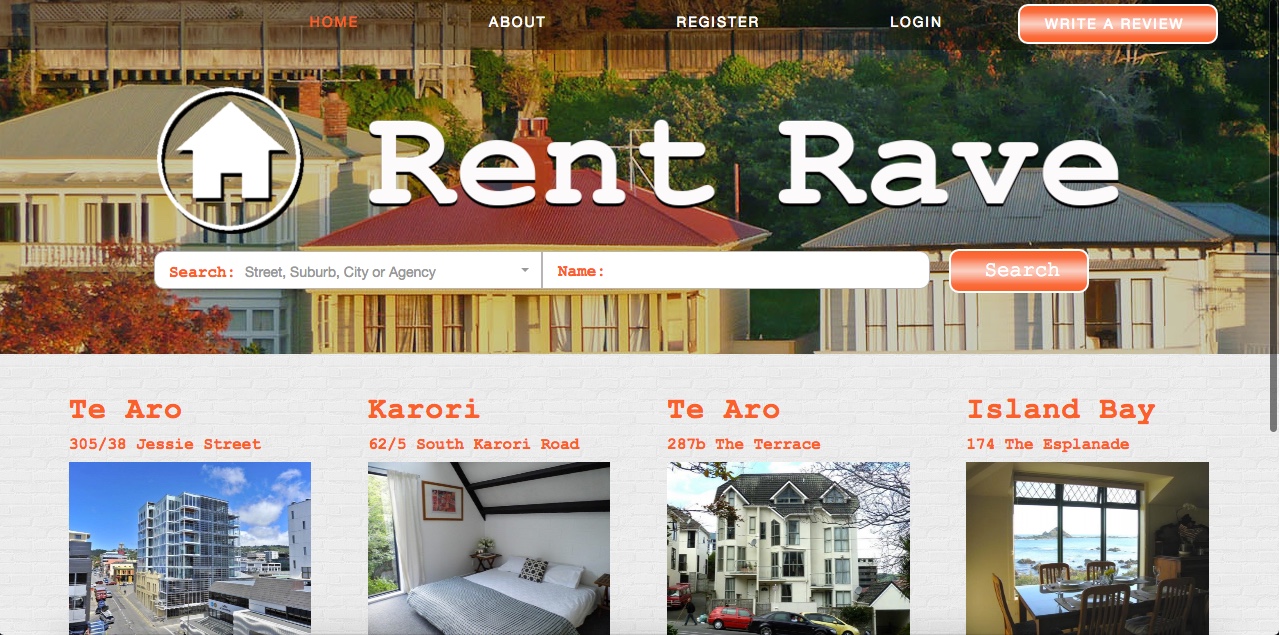 HOME ABOUT REGISTER LOGIN WRITE A REVIEW
Rent Rave
Search: Street, Suburb, City or Agency Name: Search
Te Aro Karori Te Aro Island Bay
305/38 Jessie Street 62/5 South Karori Road 287b The Terrace 174 The Esplanade